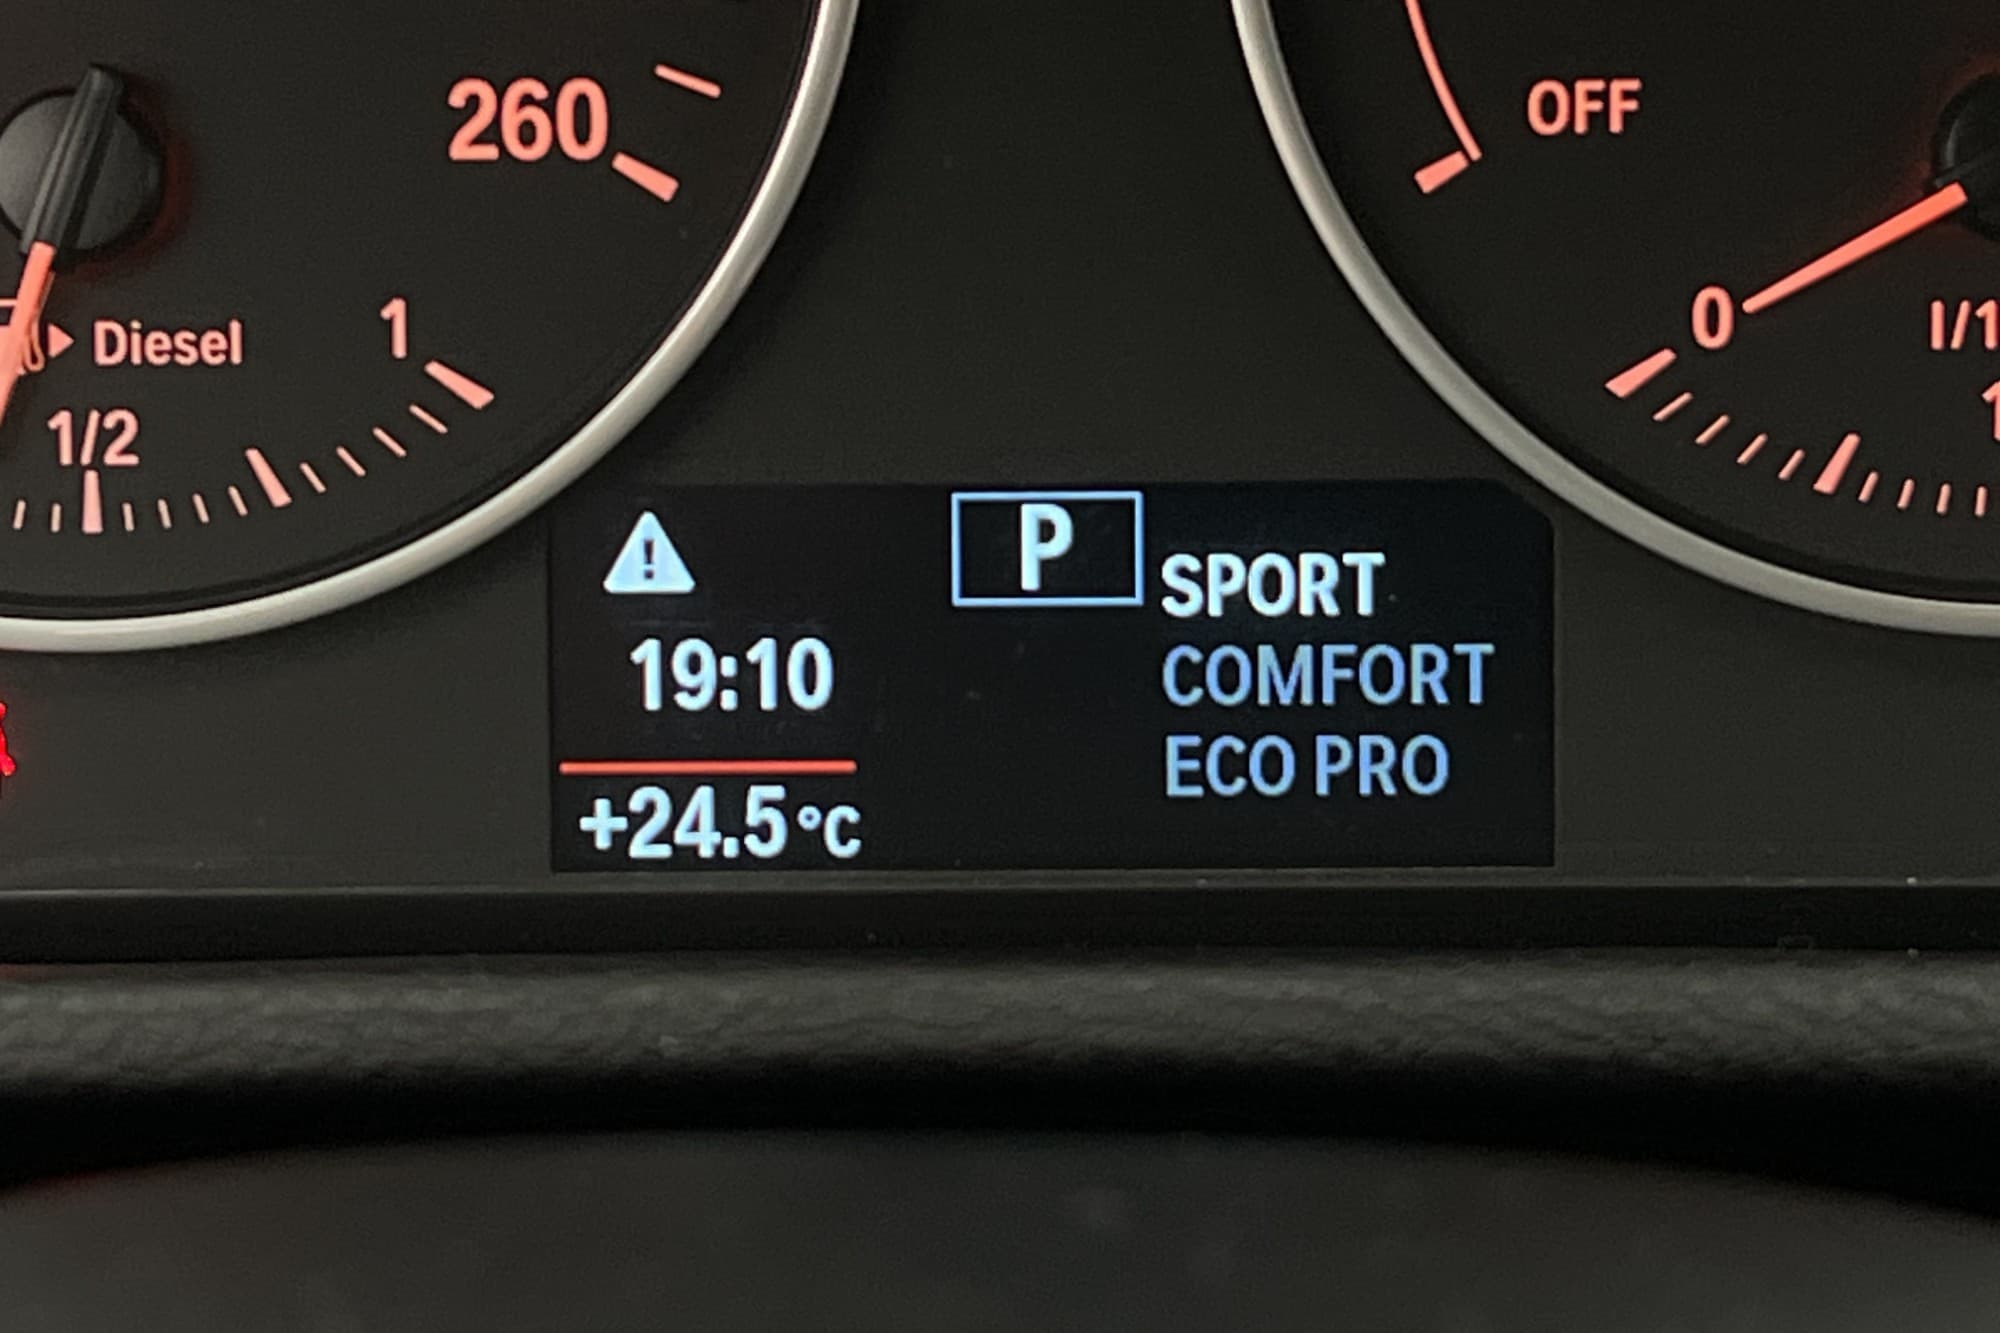 260
Diesel
1
1/2
OFF
0
P
SPORT
COMFORT
ECO PRO
19:10
+24.5°C